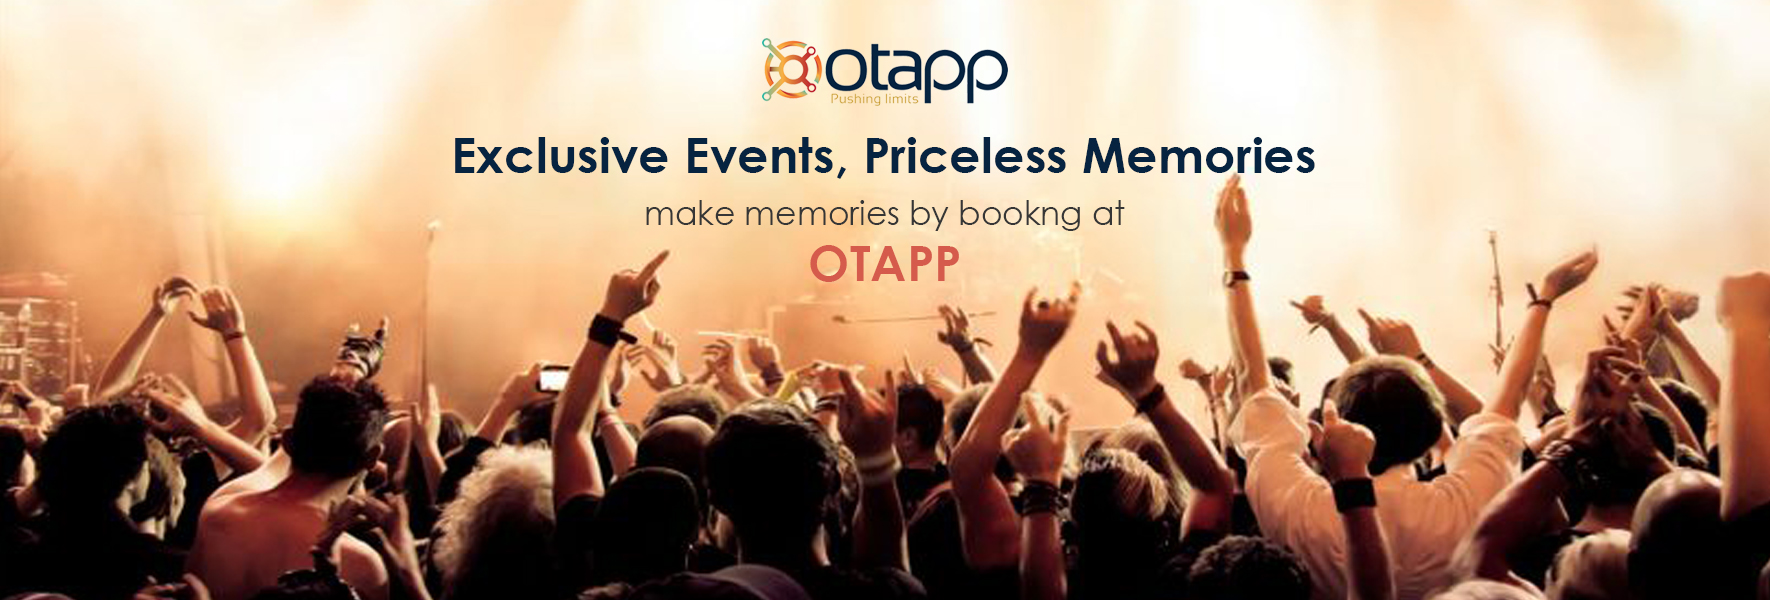 otapp
Pushing limits
Exclusive Events, Priceless Memories
make memories by bookng at
OTAPP